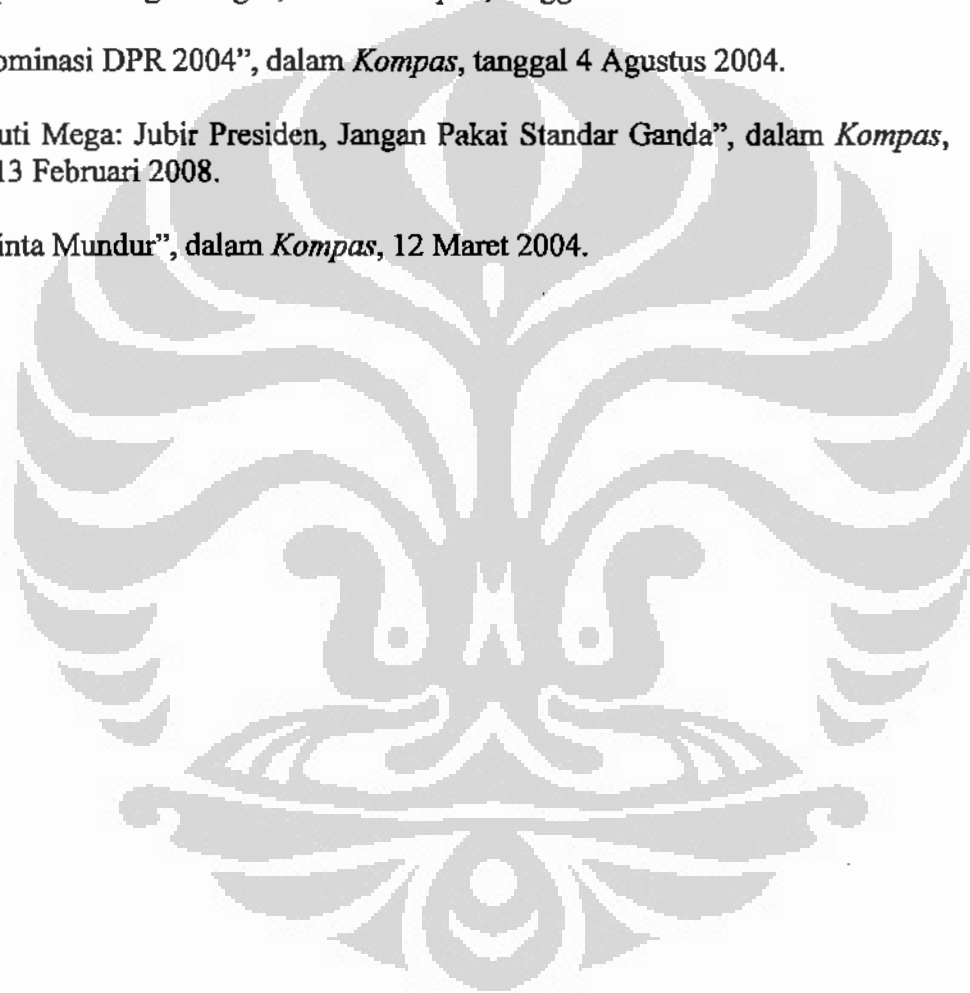 ominasi DPR 2004”, dalam Kompas, tanggal 4 Agustus 2004.
uti Mega: Jubir Presiden, Jangan Pakai Standar Ganda”, dalam Kompas,
13 Februari 2008.
inta Mundur”, dalam Kompas, 12 Maret 2004.